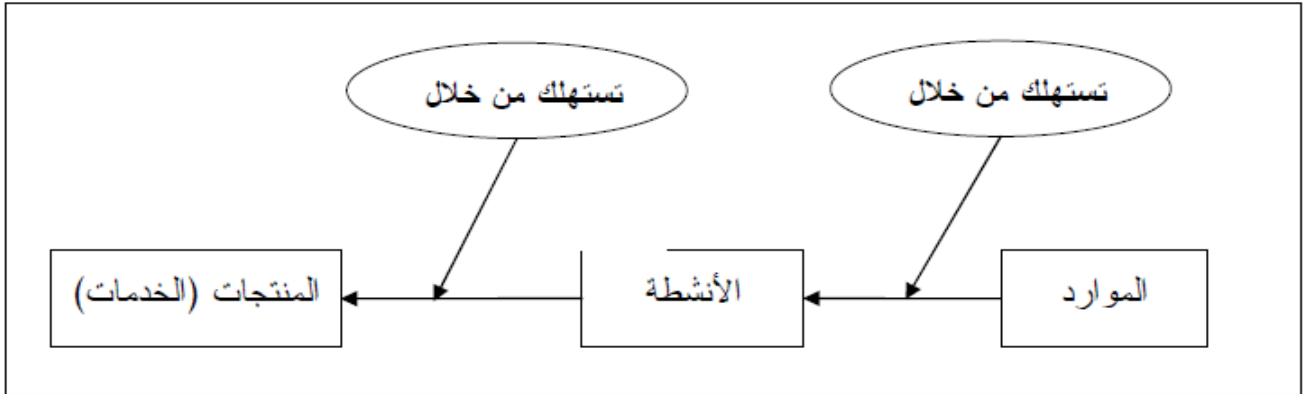 تستهلك من خلال
تستهلك من خلال
الموارد
الأنشطة
المنتجات (الخدمات)